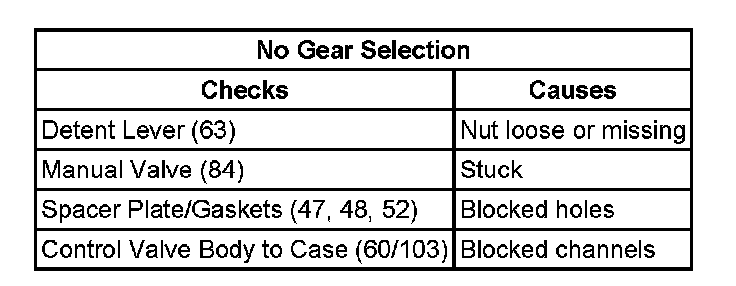 No Gear Selection
Checks Causes
Detent Lever (63) Nut loose or missing
Manual Valve (84) Stuck
Spacer Plate/Gaskets (47, 48, 52) Blocked holes
Control Valve Body to Case (60/103) Blocked channels